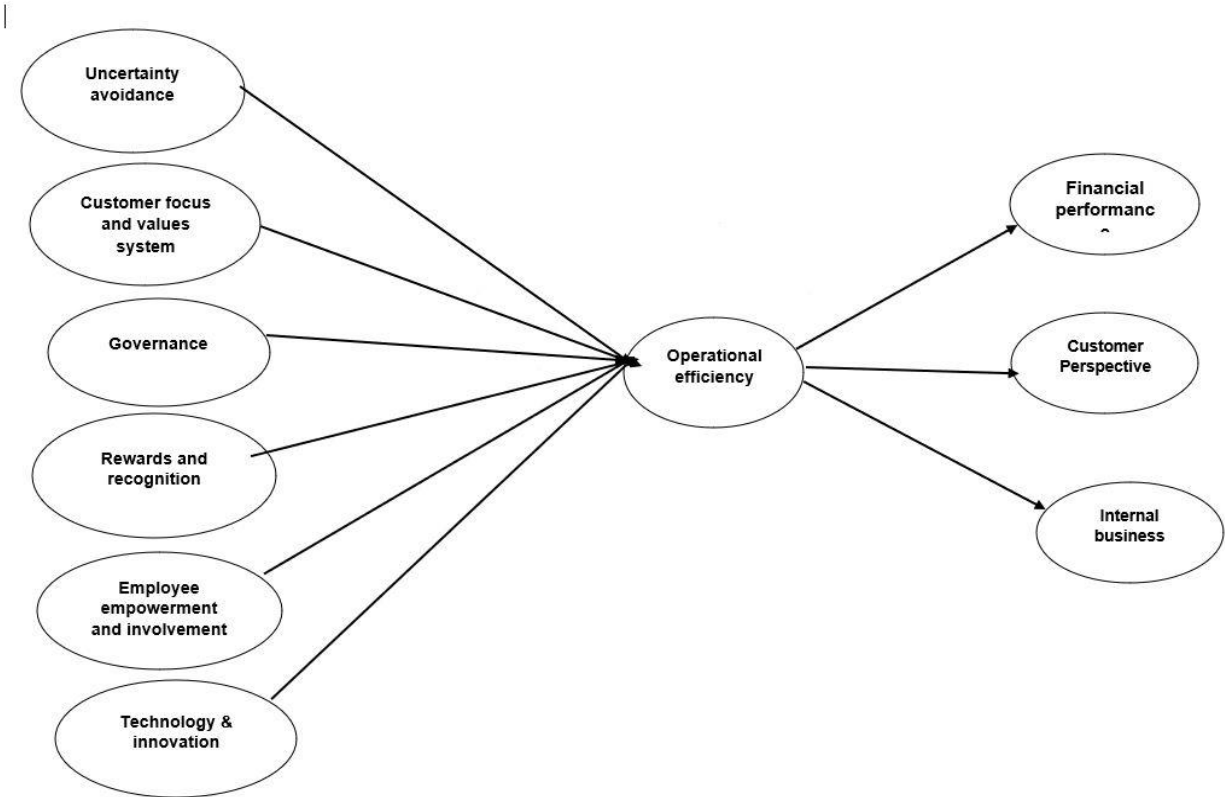 Uncertainty
avoidance
Customer focus
and values
system
Governance
Rewards and
recognition
Employee
empowerment
and involvement
Technology &
innovation
Operational
efficiency
Financial
performanc
Customer
Perspective
Internal
business